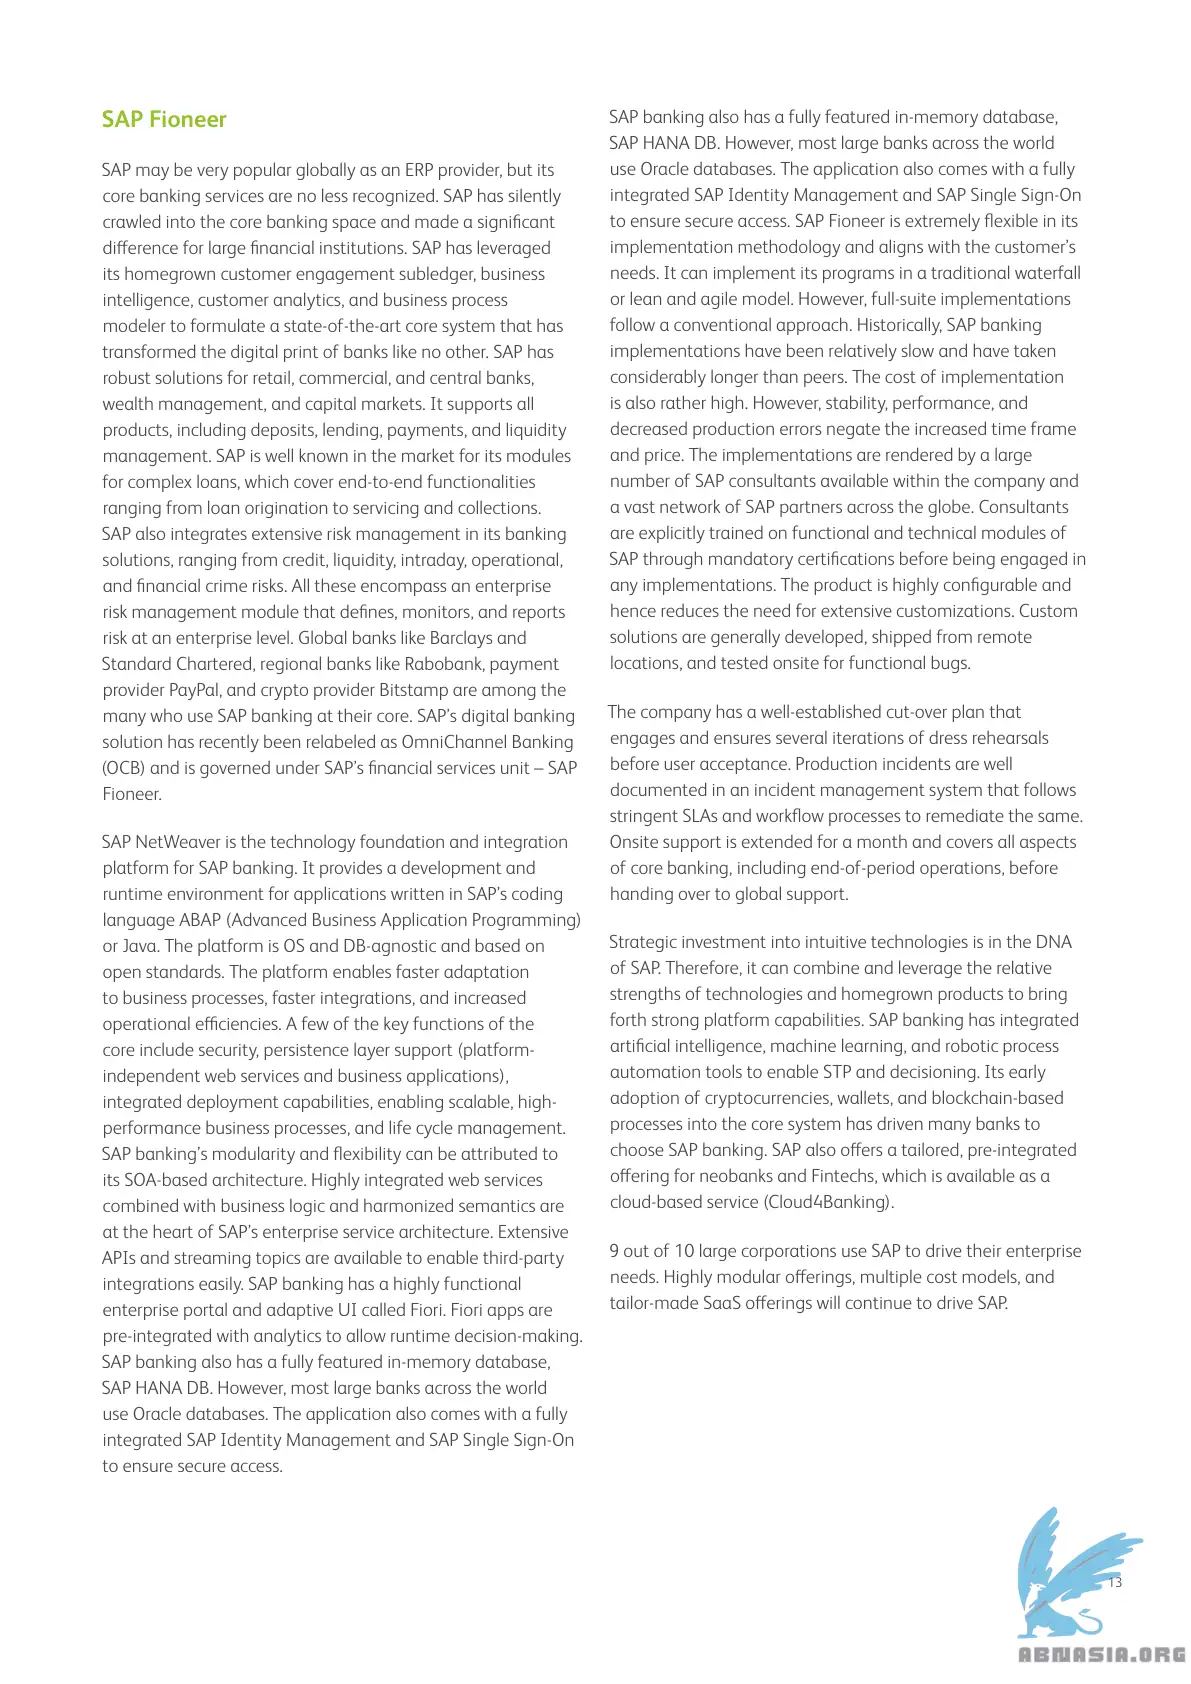 SAP Fioneer
SAP may be very popular globally as an ERP provider, but its
core banking services are no less recognized. SAP has silently
crawled into the core banking space and made a significant
difference for large financial institutions. SAP has leveraged
its homegrown customer engagement subledger, business
intelligence, customer analytics, and business process
modeler to formulate a state-of-the-art core system that has
transformed the digital print of banks like no other. SAP has
robust solutions for retail, commercial, and central banks,
wealth management, and capital markets. It supports all
products, including deposits, lending, payments, and liquidity
management. SAP is well known in the market for its modules
for complex loans, which cover end-to-end functionalities
ranging from loan origination to servicing and collections.
SAP also integrates extensive risk management in its banking
solutions, ranging from credit, liquidity, intraday, operational,
and financial crime risks. All these encompass an enterprise
risk management module that defines, monitors, and reports
risk at an enterprise level. Global banks like Barclays and
Standard Chartered, regional banks like Rabobank, payment
provider PayPal, and crypto provider Bitstamp are among the
many who use SAP banking at their core. SAP's digital banking
solution has recently been relabeled as OmniChannel Banking
(OCB) and is governed under SAP's financial services unit – SAP
Fioneer.
SAP NetWeaver is the technology foundation and integration
platform for SAP banking. It provides a development and
runtime environment for applications written in SAP's coding
language ABAP (Advanced Business Application Programming)
or Java. The platform is OS and DB-agnostic and based on
open standards. The platform enables faster adaptation
to business processes, faster integrations, and increased
operational efficiencies. A few of the key functions of the
core include security, persistence layer support (platform-
independent web services and business applications),
integrated deployment capabilities, enabling scalable, high-
performance business processes, and life cycle management.
SAP banking's modularity and flexibility can be attributed to
its SOA-based architecture. Highly integrated web services
combined with business logic and harmonized semantics are
at the heart of SAP's enterprise service architecture. Extensive
APIs and streaming topics are available to enable third-party
integrations easily. SAP banking has a highly functional
enterprise portal and adaptive UI called Fiori. Fiori apps are
pre-integrated with analytics to allow runtime decision-making.
SAP banking also has a fully featured in-memory database,
SAP HANA DB. However, most large banks across the world
use Oracle databases. The application also comes with a fully
integrated SAP Identity Management and SAP Single Sign-On
to ensure secure access.
SAP banking also has a fully featured in-memory database,
SAP HANA DB. However, most large banks across the world
use Oracle databases. The application also comes with a fully
integrated SAP Identity Management and SAP Single Sign-On
to ensure secure access. SAP Fioneer is extremely flexible in its
implementation methodology and aligns with the customer's
needs. It can implement its programs in a traditional waterfall
or lean and agile model. However, full-suite implementations
follow a conventional approach. Historically, SAP banking
implementations have been relatively slow and have taken
considerably longer than peers. The cost of implementation
is also rather high. However, stability, performance, and
decreased production errors negate the increased time frame
and price. The implementations are rendered by a large
number of SAP consultants available within the company and
a vast network of SAP partners across the globe. Consultants
are explicitly trained on functional and technical modules of
SAP through mandatory certifications before being engaged in
any implementations. The product is highly configurable and
hence reduces the need for extensive customizations. Custom
solutions are generally developed, shipped from remote
locations, and tested onsite for functional bugs.
The company has a well-established cut-over plan that
engages and ensures several iterations of dress rehearsals
before user acceptance. Production incidents are well
documented in an incident management system that follows
stringent SLAs and workflow processes to remediate the same.
Onsite support is extended for a month and covers all aspects
of core banking, including end-of-period operations, before
handing over to global support.
Strategic investment into intuitive technologies is in the DNA
of SAP. Therefore, it can combine and leverage the relative
strengths of technologies and homegrown products to bring
forth strong platform capabilities. SAP banking has integrated
artificial intelligence, machine learning, and robotic process
automation tools to enable STP and decisioning. Its early
adoption of cryptocurrencies, wallets, and blockchain-based
processes into the core system has driven many banks to
choose SAP banking. SAP also offers a tailored, pre-integrated
offering for neobanks and Fintechs, which is available as a
cloud-based service (Cloud4Banking).
9 out of 10 large corporations use SAP to drive their enterprise
needs. Highly modular offerings, multiple cost models, and
tailor-made SaaS offerings will continue to drive SAP.
13
ABNASIA.ORG